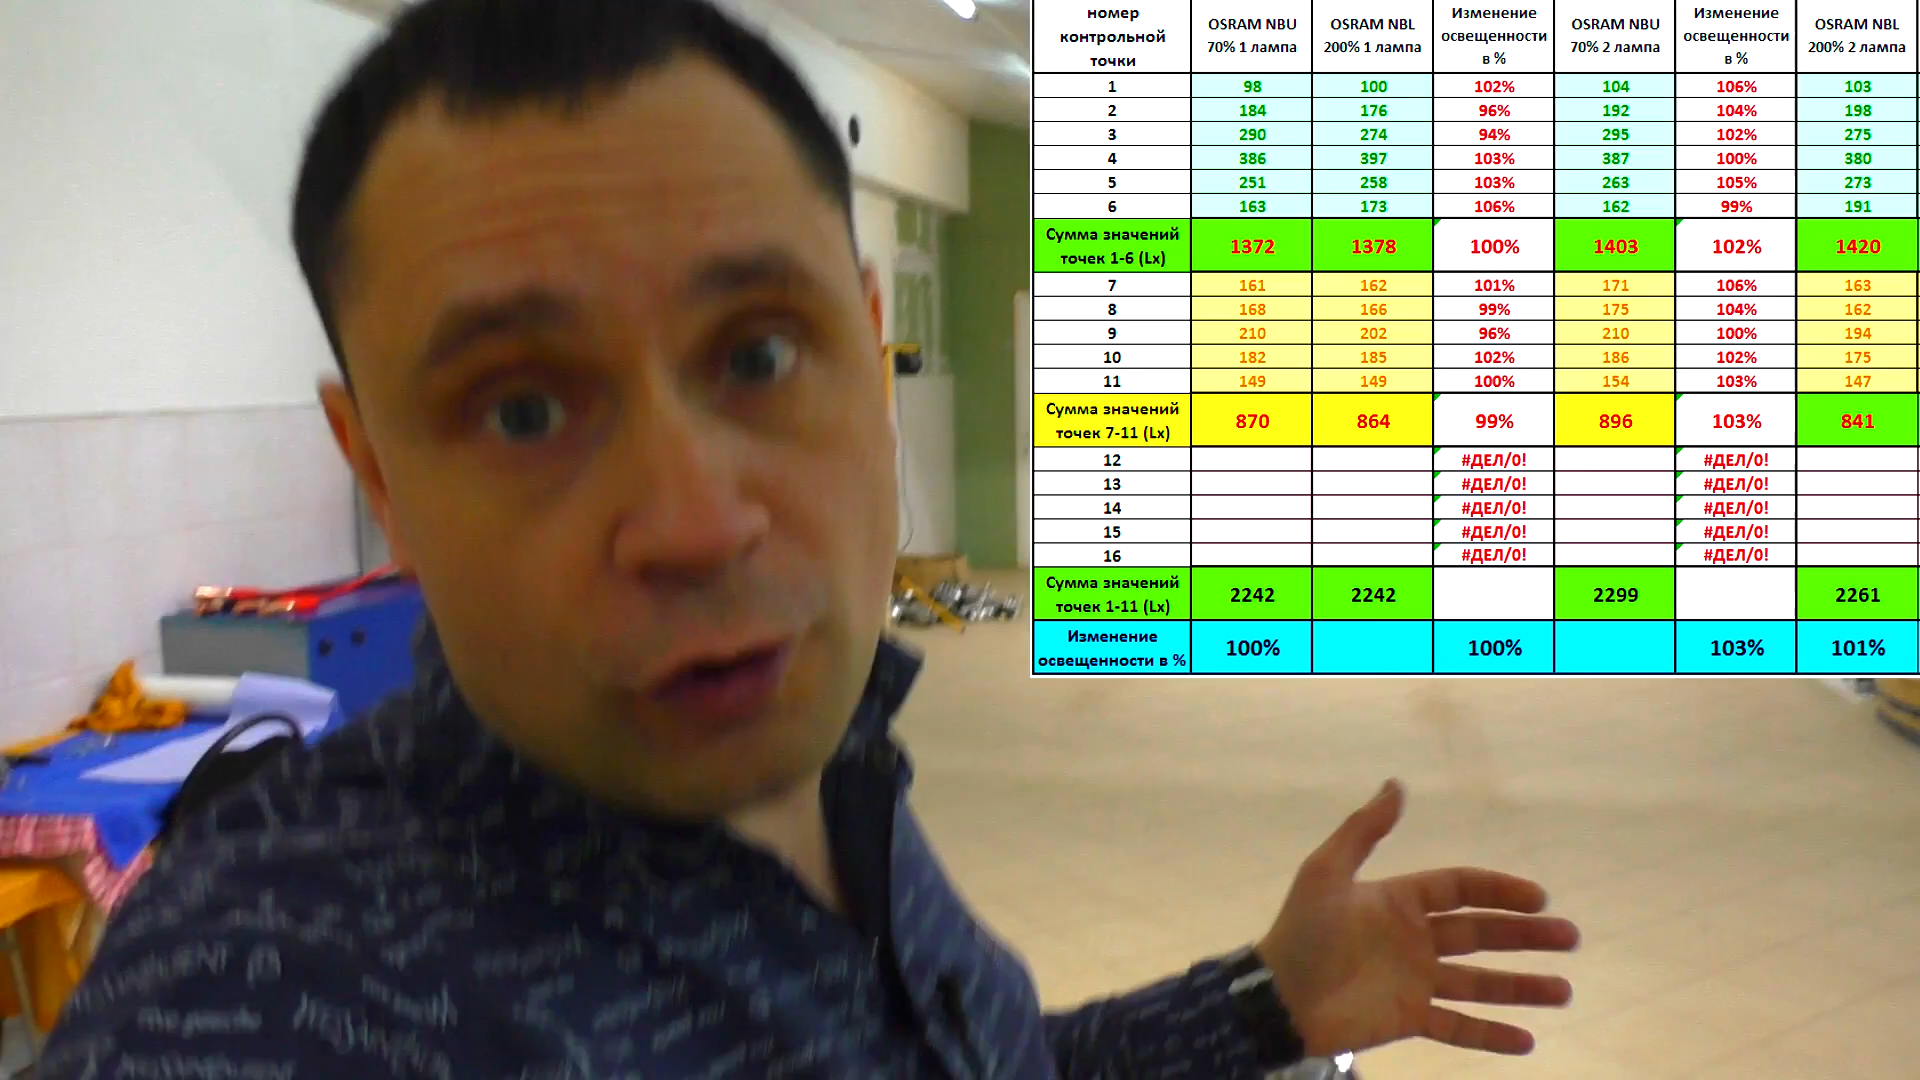 номер контрольной точки OSRAM NBU 70% 1 лампа OSRAM NBL 200% 1 лампа Изменение освещенности в % OSRAM NBU 70% 2 лампа Изменение освещенности в % OSRAM NBL 200% 2 лампа
1 98 100 102% 104 106% 103
2 184 176 96% 192 104% 198
3 290 274 94% 295 102% 275
4 386 397 103% 387 100% 380
5 251 258 103% 263 105% 273
6 163 173 106% 162 99% 191
Сумма значений точек 1-6 (Lx) 1372 1378 100% 1403 102% 1420
7 161 162 101% 171 106% 163
8 168 166 99% 175 104% 162
9 210 202 96% 210 100% 194
10 182 185 102% 186 102% 175
11 149 149 100% 154 103% 147
Сумма значений точек 7-11 (Lx) 870 864 99% 896 103% 841
12 #ДЕЛ/0! #ДЕЛ/0!
13 #ДЕЛ/0! #ДЕЛ/0!
14 #ДЕЛ/0! #ДЕЛ/0!
15 #ДЕЛ/0! #ДЕЛ/0!
16 #ДЕЛ/0! #ДЕЛ/0!
Сумма значений точек 1-11 (Lx) 2242 2242 2299 2261
Изменение освещенности в % 100% 100% 103% 101%